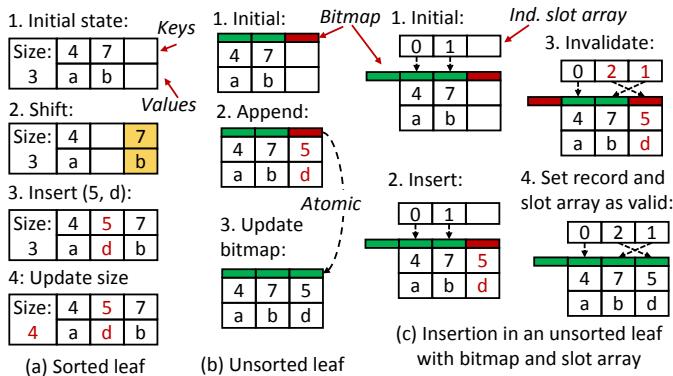 1. Initial state:
Keys
Size: 4 7
3 a b
Values
2. Shift:
Size: 4 7
3 a b
3. Insert (5, d):
Size: 4 5 7
3 a d b
4: Update size
Size: 4 5 7
4 a d b
(a) Sorted leaf
1. Initial:
Bitmap
4 7
a b
2. Append:
4 7 5
a b d
Atomic
3. Update
bitmap:
4 7 5
a b d
(b) Unsorted leaf
1. Initial:
Ind. slot array
0 1
4 7
a b
2. Insert:
0 1
4 7 5
a b d
3. Invalidate:
0 2 1
4 7 5
a b d
4. Set record and
slot array as valid:
0 2 1
4 7 5
a b d
(c) Insertion in an unsorted leaf
with bitmap and slot array